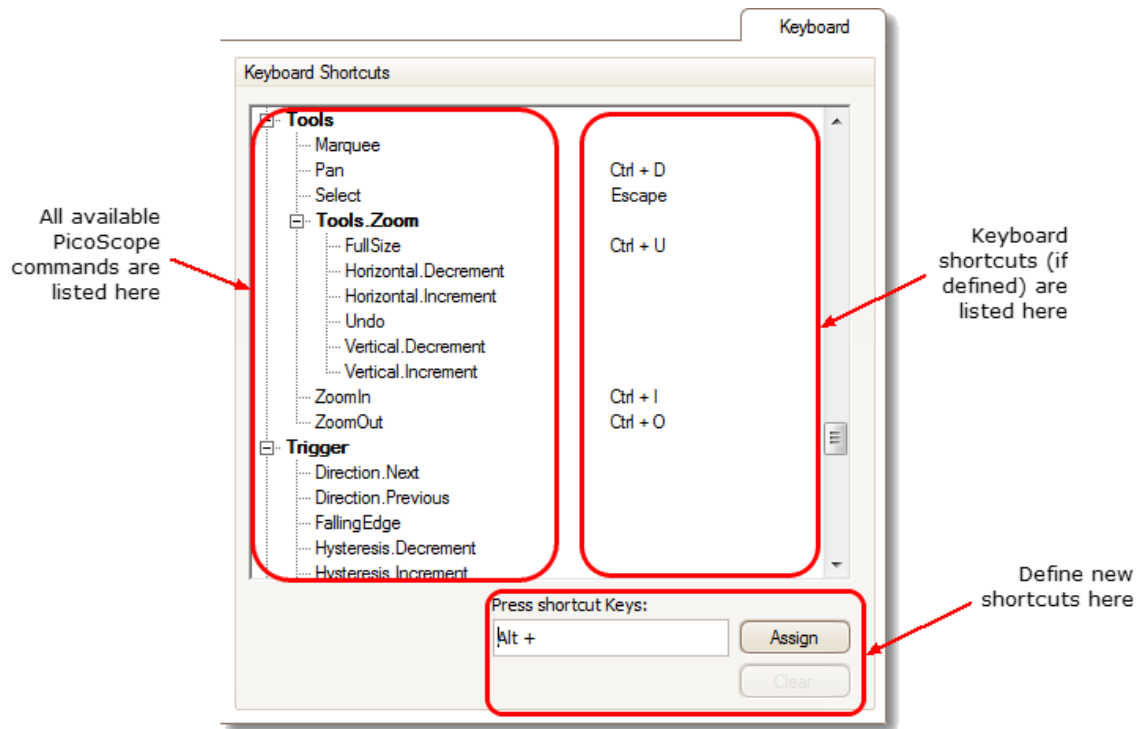 Keyboard
Keyboard Shortcuts
Tools
Marquee
Pan Ctrl + D
Select Escape
Tools.Zoom
FullSize Ctrl + U
Horizontal.Decrement
Horizontal.Increment
Undo
Vertical.Decrement
Vertical.Increment
ZoomIn Ctrl + I
ZoomOut Ctrl + O
Trigger
Direction.Next
Direction.Previous
FallingEdge
Hysteresis.Decrement
Hysteresis.Increment
Press shortcut Keys:
Alt +
Assign
Clear
All available
PicoScope
commands are
listed here
Keyboard
shortcuts (if
defined) are
listed here
Define new
shortcuts here